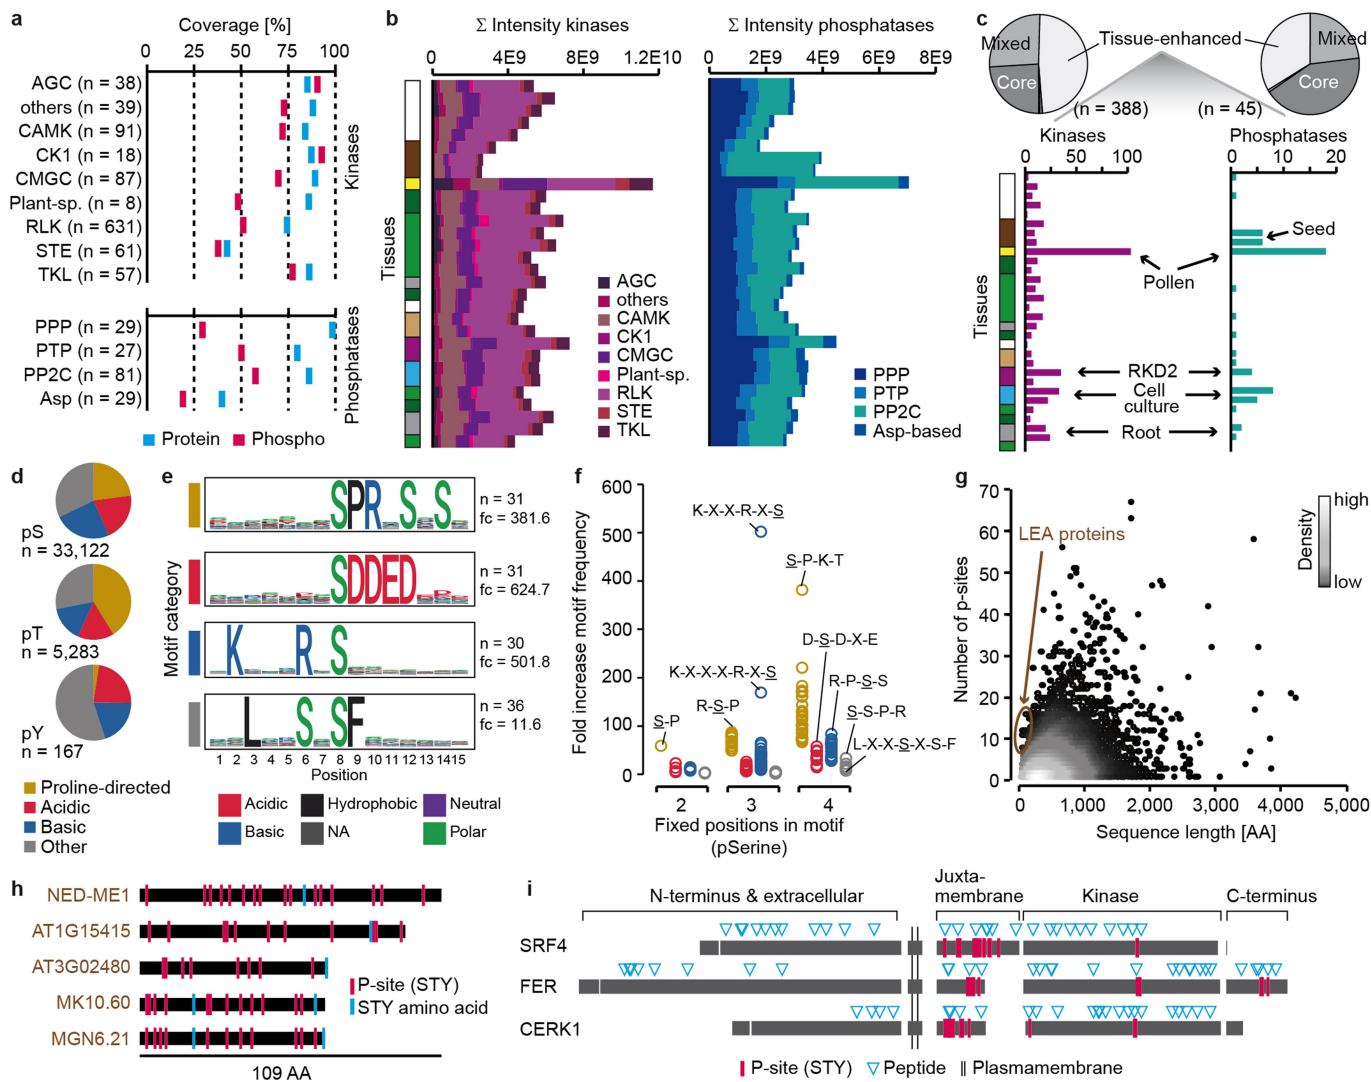 a
Coverage [%]
0 25 50 75 100
AGC (n = 38)
others (n = 39)
CAMK (n = 91)
CK1 (n = 18)
CMGC (n = 87)
Plant-sp. (n = 8)
RLK (n = 631)
STE (n = 61)
TKL (n = 57)
Kinases
PPP (n = 29)
PTP (n = 27)
PP2C (n = 81)
Asp (n = 29)
Phosphatases
Protein Phospho
b
Σ Intensity kinases
0 4E9 8E9 1.2E10
Tissues
AGC
others
CAMK
CK1
CMGC
Plant-sp.
RLK
STE
TKL
Σ Intensity phosphatases
0 2E9 4E9 6E9 8E9
PPP
PTP
PP2C
Asp-based
c
Mixed
Core
Tissue-enhanced
Mixed
Core
(n = 388) (n = 45)
Kinases
0 50 100
Phosphatases
0 10 20
Tissues
Seed
Pollen
RKD2
Cell
culture
Root
d
pS
n = 33,122
pT
n = 5,283
pY
n = 167
Proline-directed
Acidic
Basic
Other
e
Motif category
SPR S S
n = 31
fc = 381.6
SDDED
n = 31
fc = 624.7
K R S
n = 30
fc = 501.8
L S SF
n = 36
fc = 11.6
1 2 3 4 5 6 7 8 9 10 11 12 13 1415
Position
Acidic Hydrophobic Neutral
Basic NA Polar
f
Fold increase motif frequency
600
500
400
300
200
100
0
K-X-X-R-X-S
S-P-K-T
D-S-D-X-E
K-X-X-X-R-X-S
R-P-S-S
R-S-P
S-P
S-S-P-R
L-X-X-S-X-S-F
2 3 4
Fixed positions in motif
(pSerine)
g
Number of p-sites
70
60
50
40
30
20
10
0
LEA proteins
Density
high
low
0 1,000 2,000 3,000 4,000 5,000
Sequence length [AA]
h
NED-ME1
AT1G15415
AT3G02480
MK10.60
MGN6.21
P-site (STY)
STY amino acid
109 AA
i
N-terminus & extracellular
Juxta-
membrane
Kinase
C-terminus
SRF4
FER
CERK1
P-site (STY) Peptide Plasmamembrane